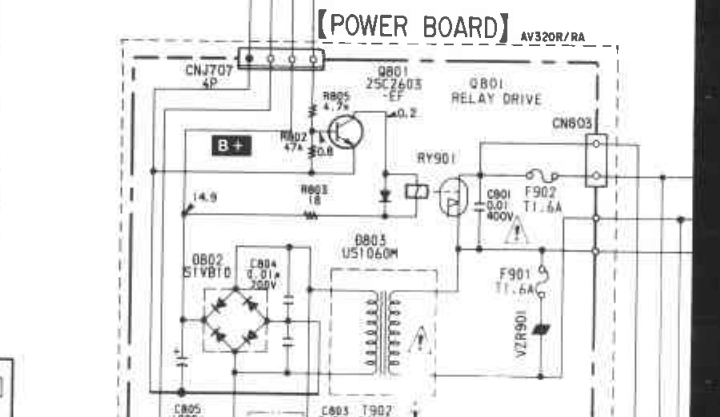 【POWER BOARD】 AV320R/RA
CNJ707
4P
Q801
2SC2603
-EF
Q801
RELAY DRIVE
R805
4.7k
0.2
CN803
B+
R802
47k
0.8
RY901
R803
18
14.9
C801
0.01
400V
F902
T1.6A
D803
US1060M
D802
S1VB10
C804
0.01
200V
F901
T1.6A
VZR901
C805
C803
T902